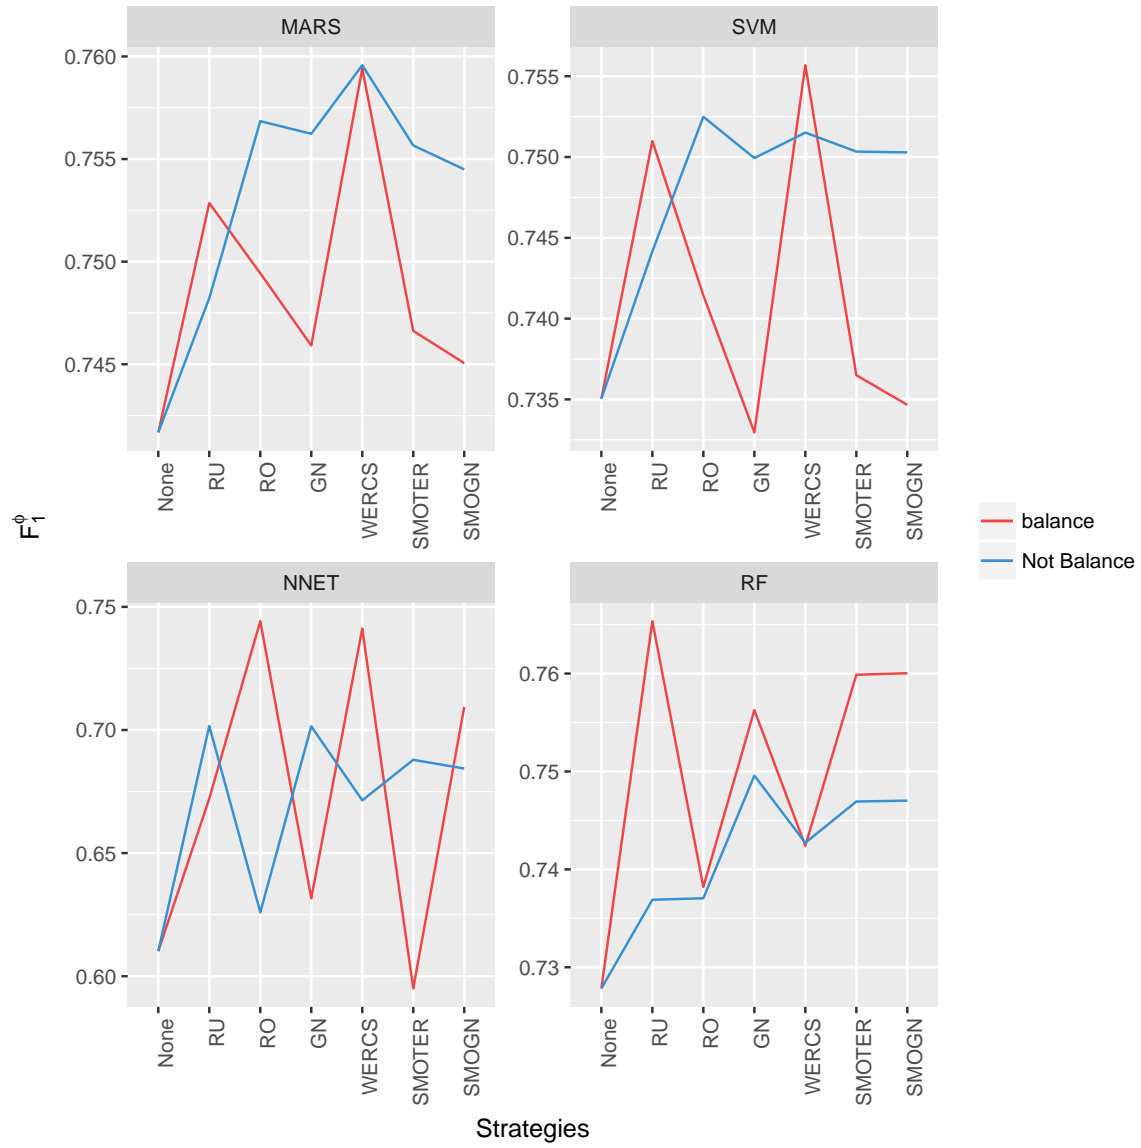 MARS
SVM
0.760
0.755
0.750
0.745
0.755
0.750
0.745
0.740
0.735
None
RU
RO
GN
WERCS
SMOTER
SMOGN
None
RU
RO
GN
WERCS
SMOTER
SMOGN
F₁^ϕ
balance
Not Balance
NNET
RF
0.75
0.70
0.65
0.60
0.76
0.75
0.74
0.73
None
RU
RO
GN
WERCS
SMOTER
SMOGN
None
RU
RO
GN
WERCS
SMOTER
SMOGN
Strategies